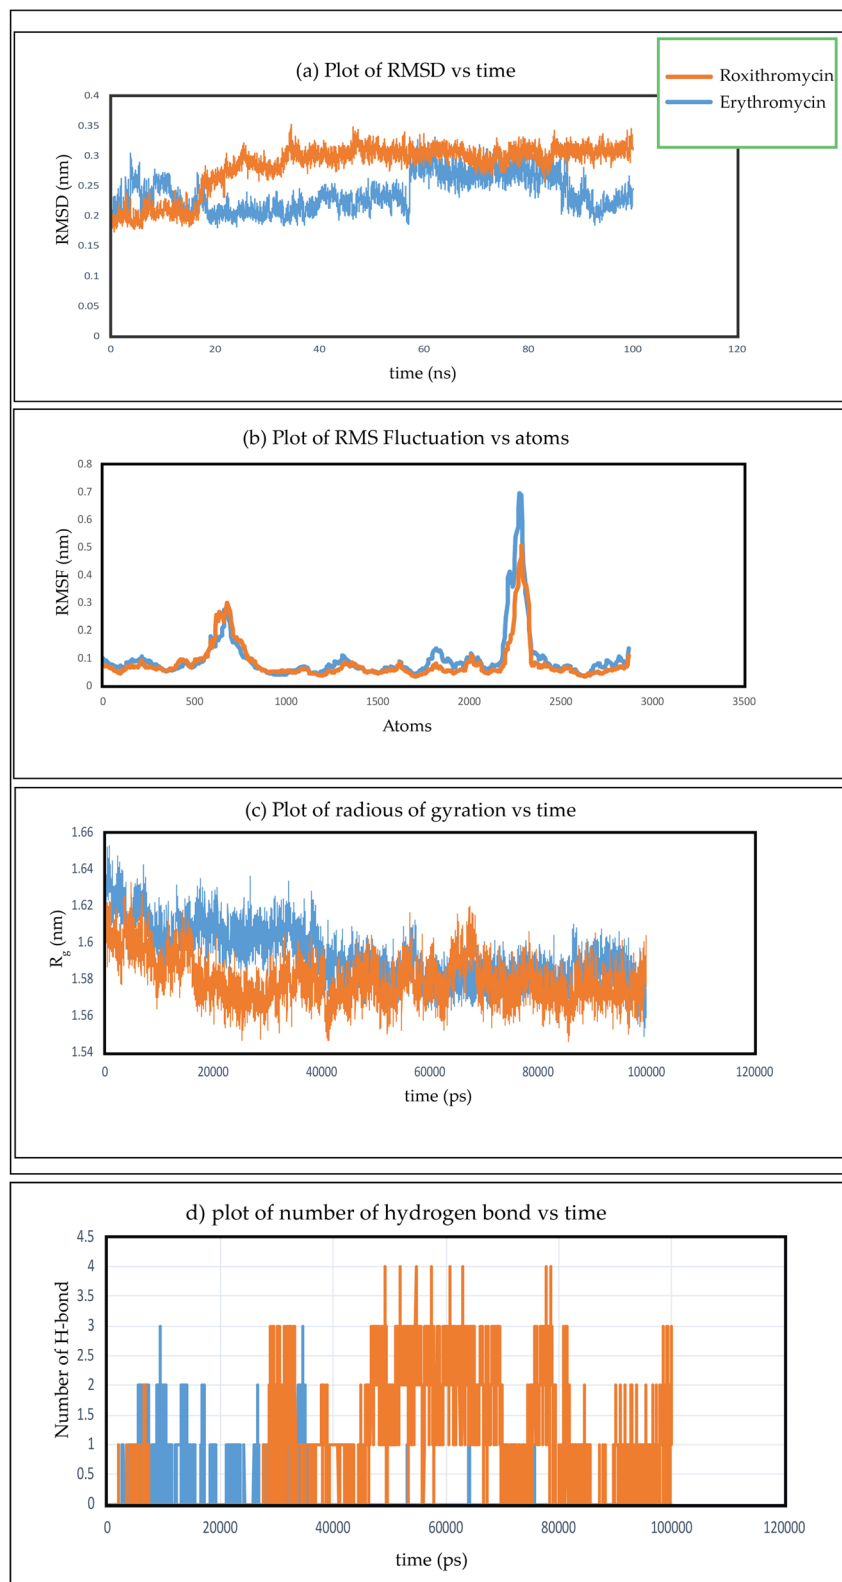 (a) Plot of RMSD vs time
Roxithromycin
Erythromycin
RMSD (nm)
0.4
0.35
0.3
0.25
0.2
0.15
0.1
0.05
0
0 20 40 60 80 100 120
time (ns)
(b) Plot of RMS Fluctuation vs atoms
RMSF (nm)
0.8
0.7
0.6
0.5
0.4
0.3
0.2
0.1
0
0 500 1000 1500 2000 2500 3000 3500
Atoms
(c) Plot of radious of gyration vs time
Rg (nm)
1.66
1.64
1.62
1.6
1.58
1.56
1.54
0 20000 40000 60000 80000 100000 120000
time (ps)
d) plot of number of hydrogen bond vs time
Number of H-bond
4.5
4
3.5
3
2.5
2
1.5
1
0.5
0
0 20000 40000 60000 80000 100000 120000
time (ps)